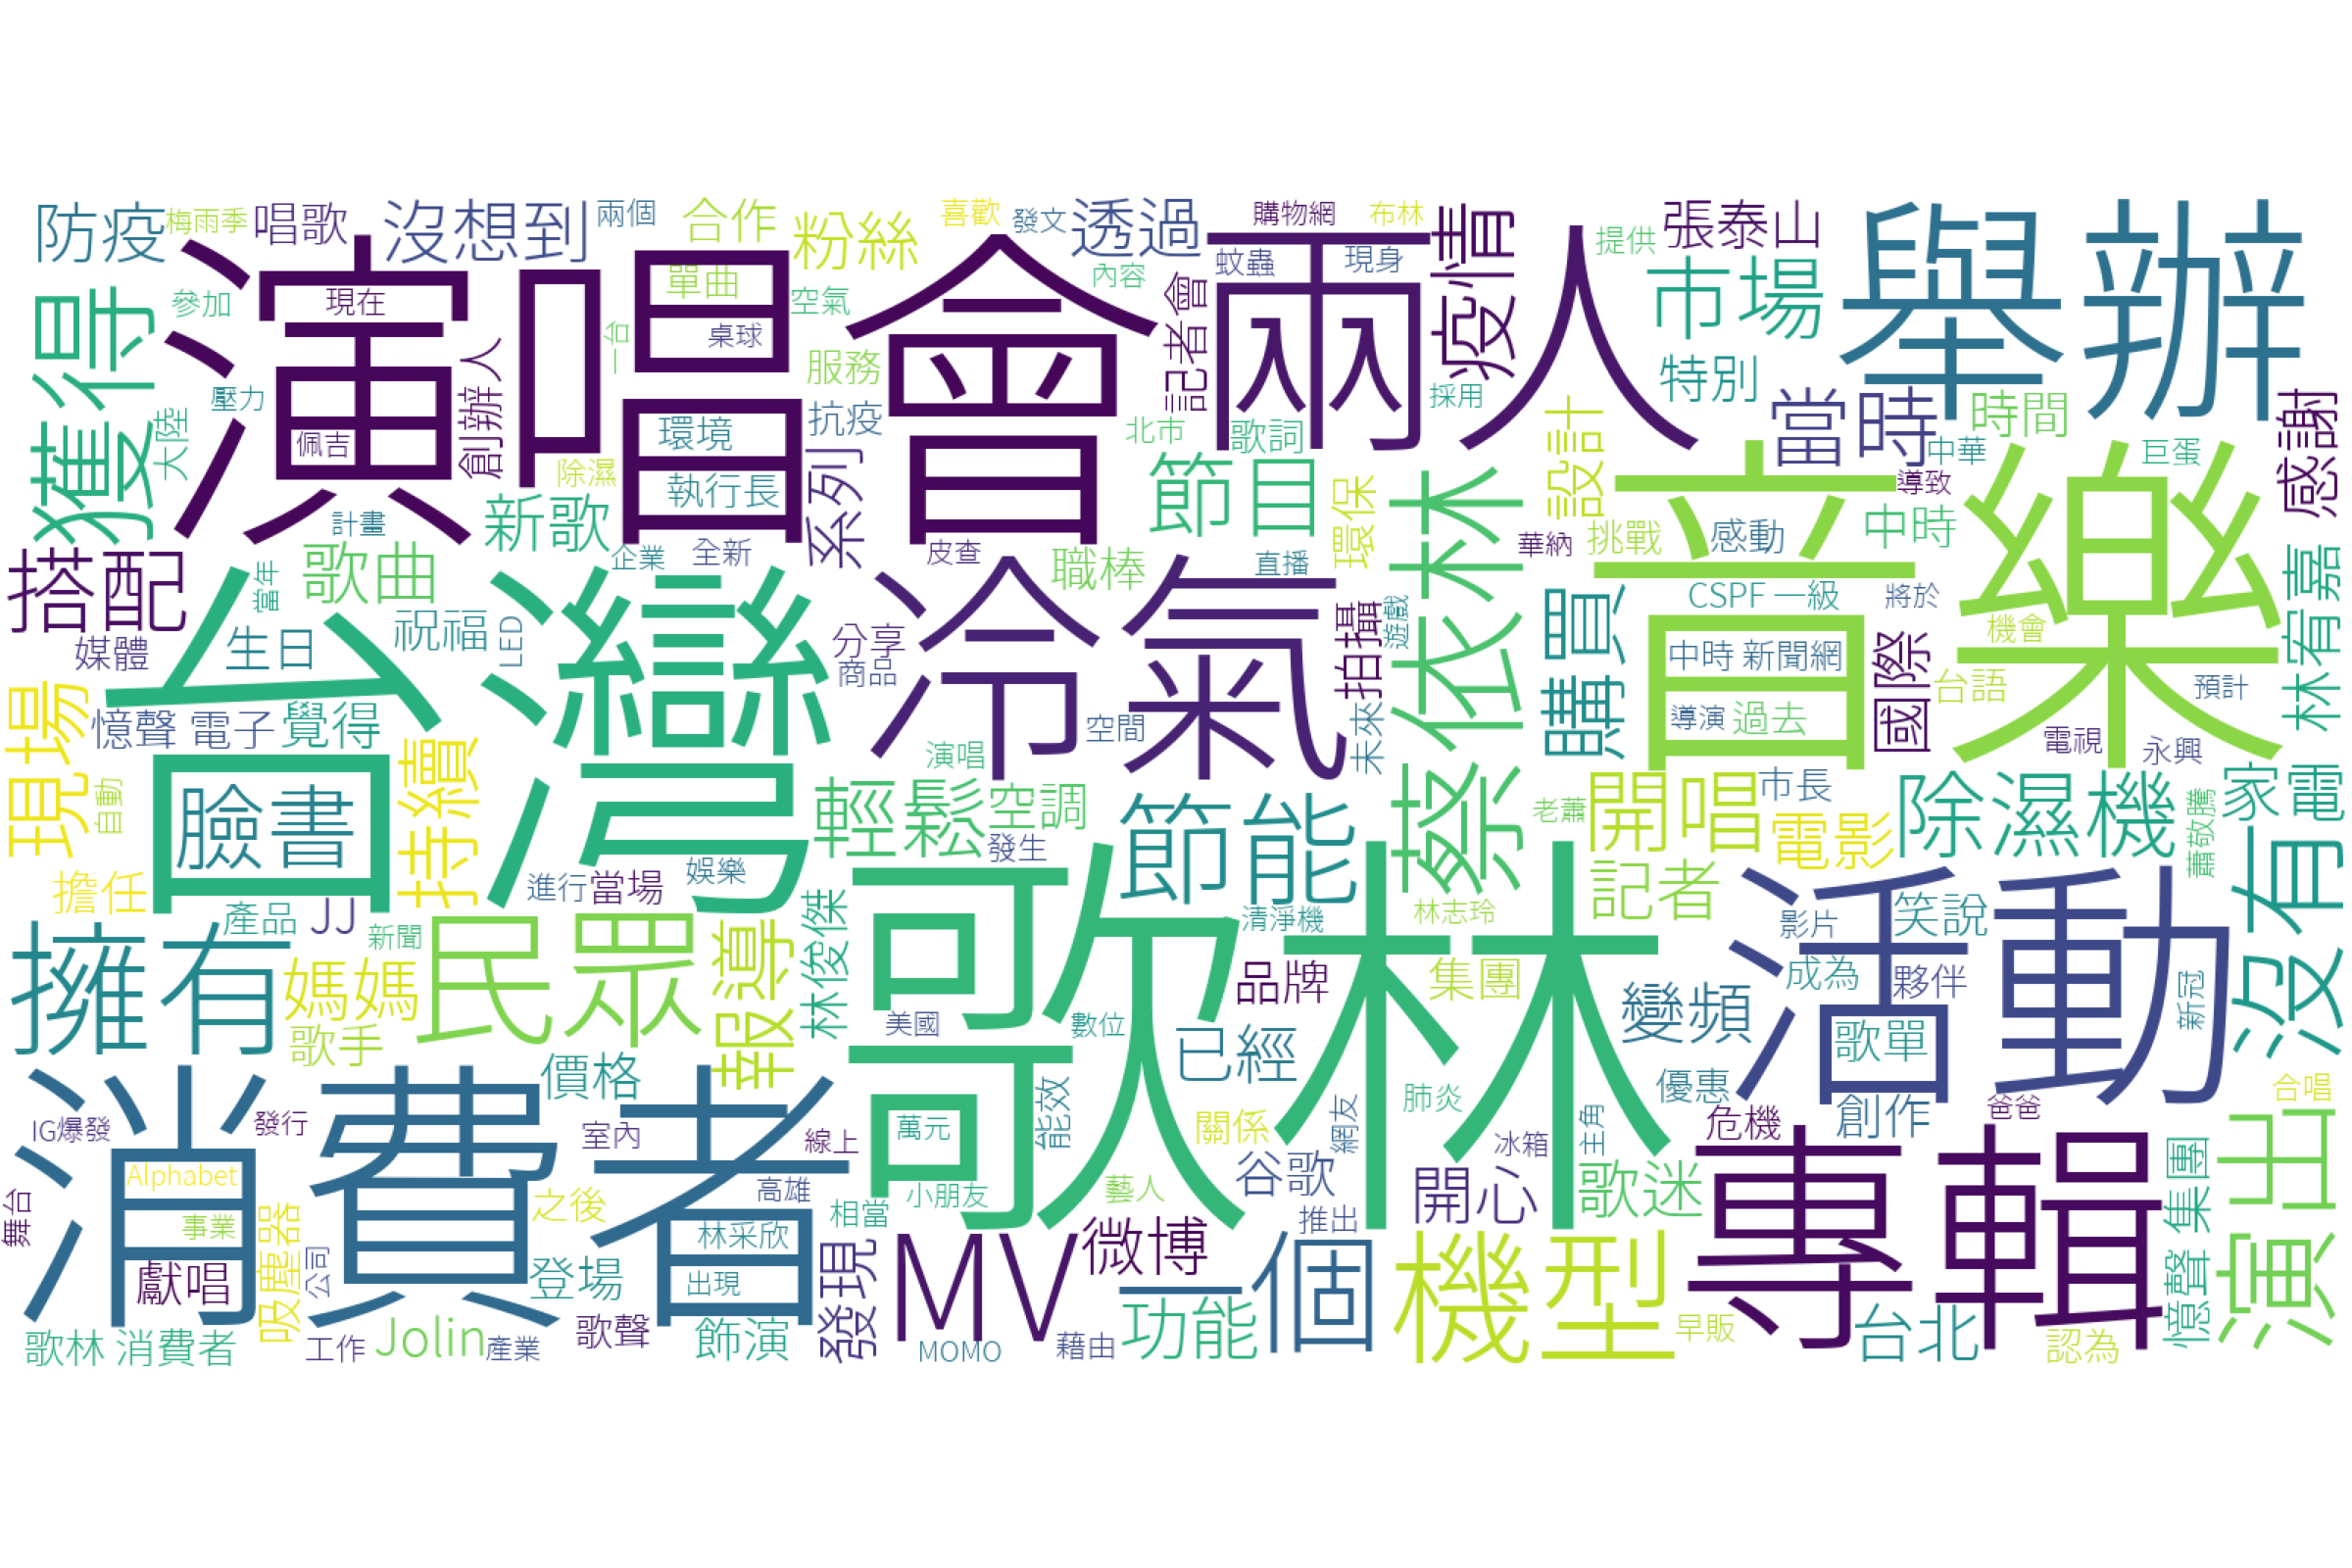 防疫
梅雨季
唱歌
沒想到
兩個
合作
粉絲
喜歡
發文
透過
購物網
布林
疫情
張泰山
提供
舉辦
演唱會
兩人
單曲
空氣
內容
蚊蟲
現身
記者會
市場
參加
現在
獲得
桌球
一台
服務
採用
特別
當時
時間
感謝
壓力
大陸
佩吉
創辦人
環境
抗疫
北市
歌詞
中華
巨蛋
導致
除濕
執行長
系列
節目
環保
設計
音樂
計畫
新歌
企業
全新
皮查
職棒
直播
蔡依林
華納
挑戰
感動
中時
林宥嘉
搭配
歌曲
當年
冷氣
CSPF 一級
將於
媒體
生日
祝福
LED
台灣
分享
商品
拍攝
遊戲
購買
中時 新聞網
國際
台語
機會
預計
現場
憶聲 電子
覺得
空間
未來
導演
過去
電視
永興
演唱
持續
自動
臉書
輕鬆
空調
節能
老蕭
開唱
市長
電影
除濕機
家電
蕭敬騰
發生
擔任
進行
當場
娛樂
歌林
林志玲
清淨機
記者
影片
活動
笑說
沒有
產品
JJ
新聞
擁有
媽媽
民眾
報導
林俊傑
品牌
集團
成為
夥伴
變頻
新冠
歌手
美國
數位
已經
歌單
價格
能效
網友
肺炎
優惠
合唱
IG爆發
發行
消費者
室內
線上
萬元
關係
冰箱
主角
危機
創作
爸爸
演出
Alphabet
舞台
事業
之後
高雄
相當
小朋友
藝人
谷歌
開心
歌迷
專輯
憶聲 集團
獻唱
吸塵器
公司
登場
林采欣
出現
發現
MV
微博
一個
推出
機型
歌林 消費者
工作
Jolin
產業
歌聲
飾演
MOMO
藉由
功能
早販
台北
認為